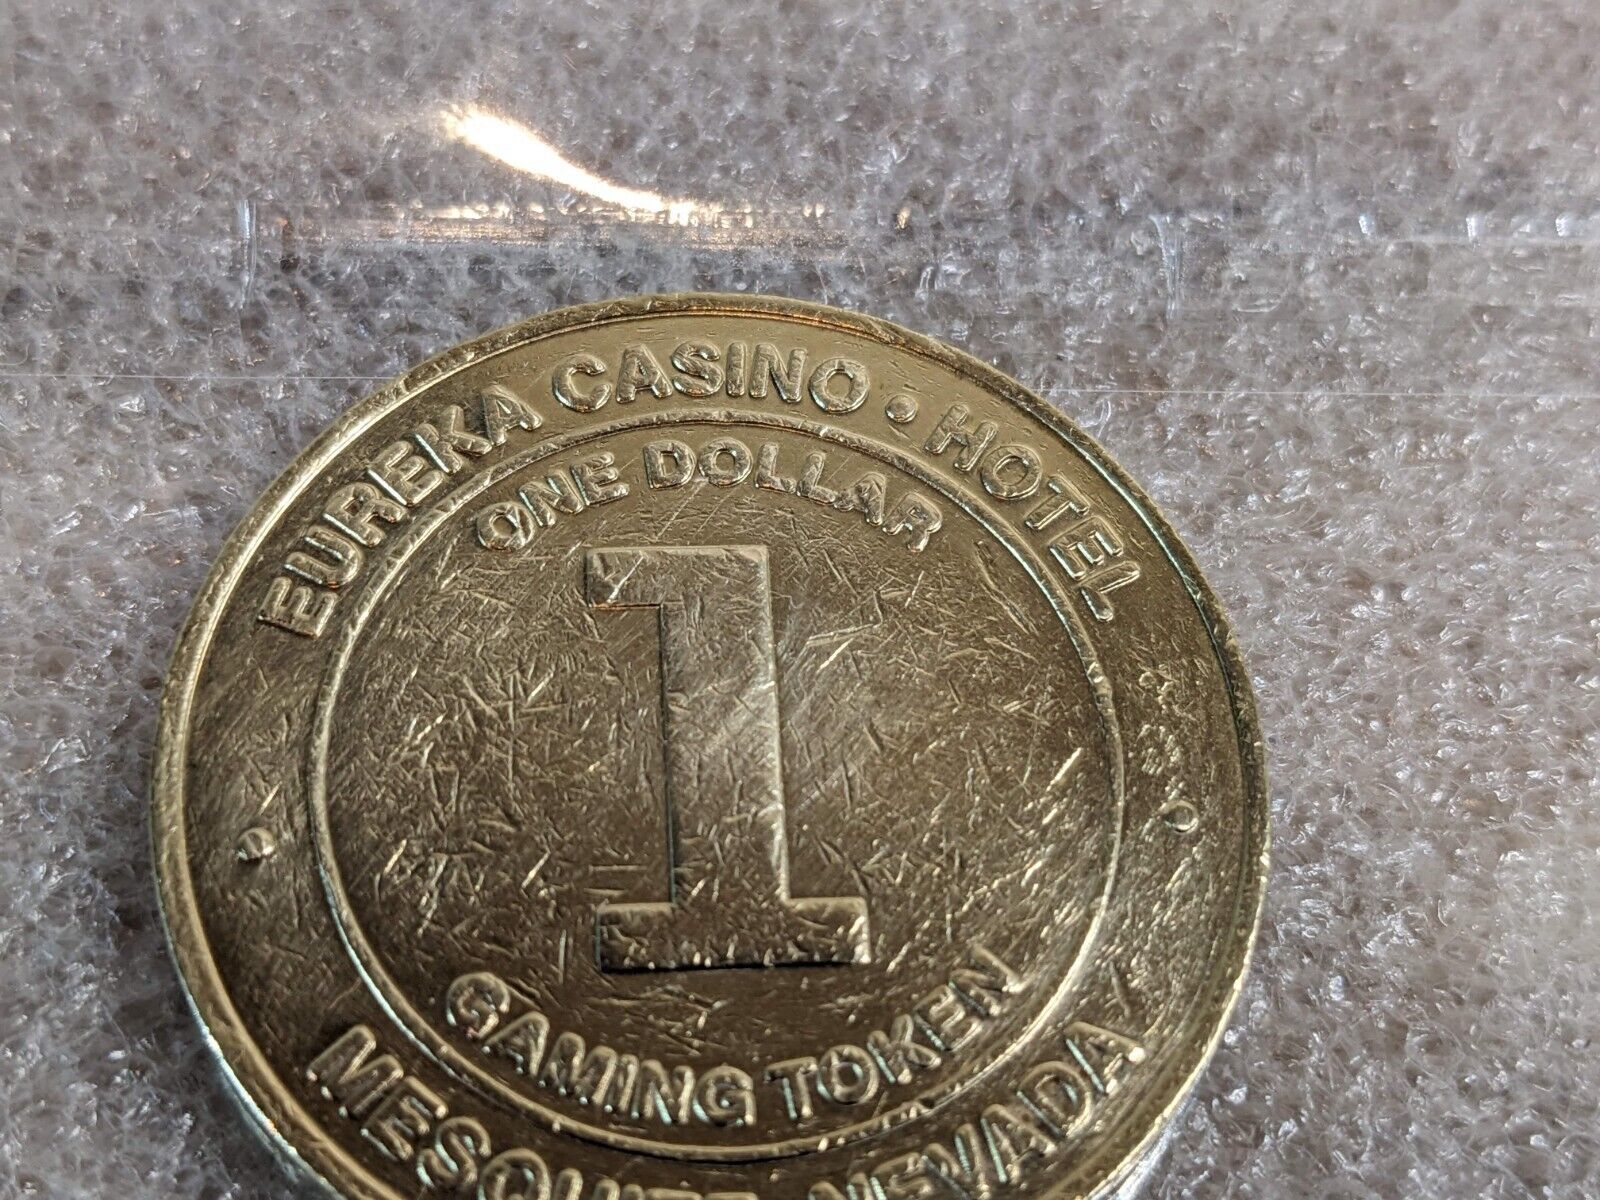 EUREKA CASINO • HOTEL
ONE DOLLAR
1
GAMING TOKEN
MESQUITE NEVADA